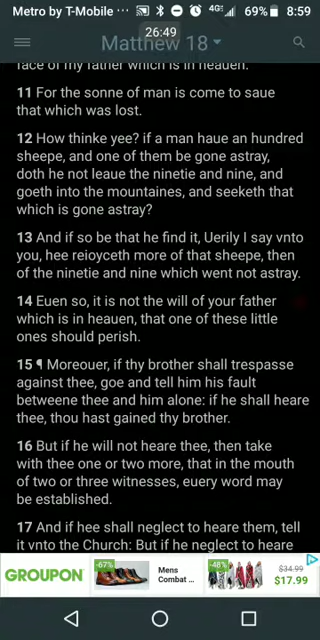 Metro by T-Mobile ··· 4G 69% 8:59
26:49
Matthew 18
face of my father which is in heauen.
11 For the sonne of man is come to saue
that which was lost.
12 How thinke yee? if a man haue an hundred
sheepe, and one of them be gone astray,
doth he not leaue the ninetie and nine, and
goeth into the mountaines, and seeketh that
which is gone astray?
13 And if so be that he find it, Uerily I say vnto
you, hee reioyceth more of that sheepe, then
of the ninetie and nine which went not astray.
14 Euen so, it is not the will of your father
which is in heauen, that one of these little
ones should perish.
15 ¶ Moreouer, if thy brother shall trespasse
against thee, goe and tell him his fault
betweene thee and him alone: if he shall heare
thee, thou hast gained thy brother.
16 But if he will not heare thee, then take
with thee one or two more, that in the mouth
of two or three witnesses, euery word may
be established.
17 And if hee shall neglect to heare them, tell
it vnto the Church: But if he neglect to heare
GROUPON
-67%
Mens
Combat ...
-48%
$34.99
$17.99